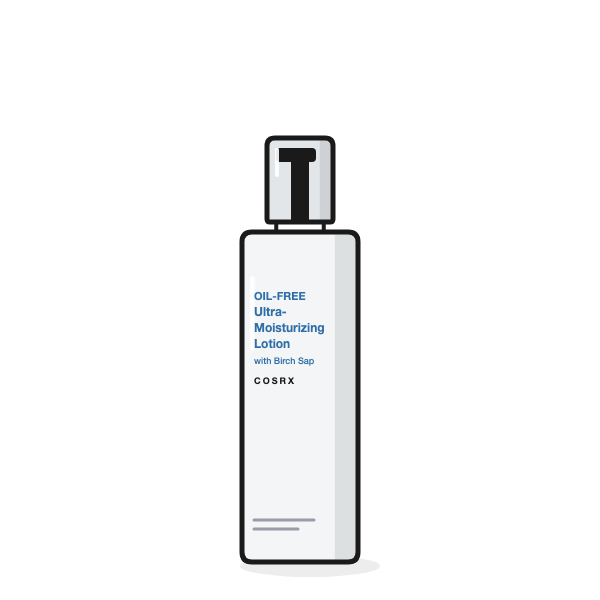 OIL-FREE
Ultra-
Moisturizing
Lotion
with Birch Sap
COSRX